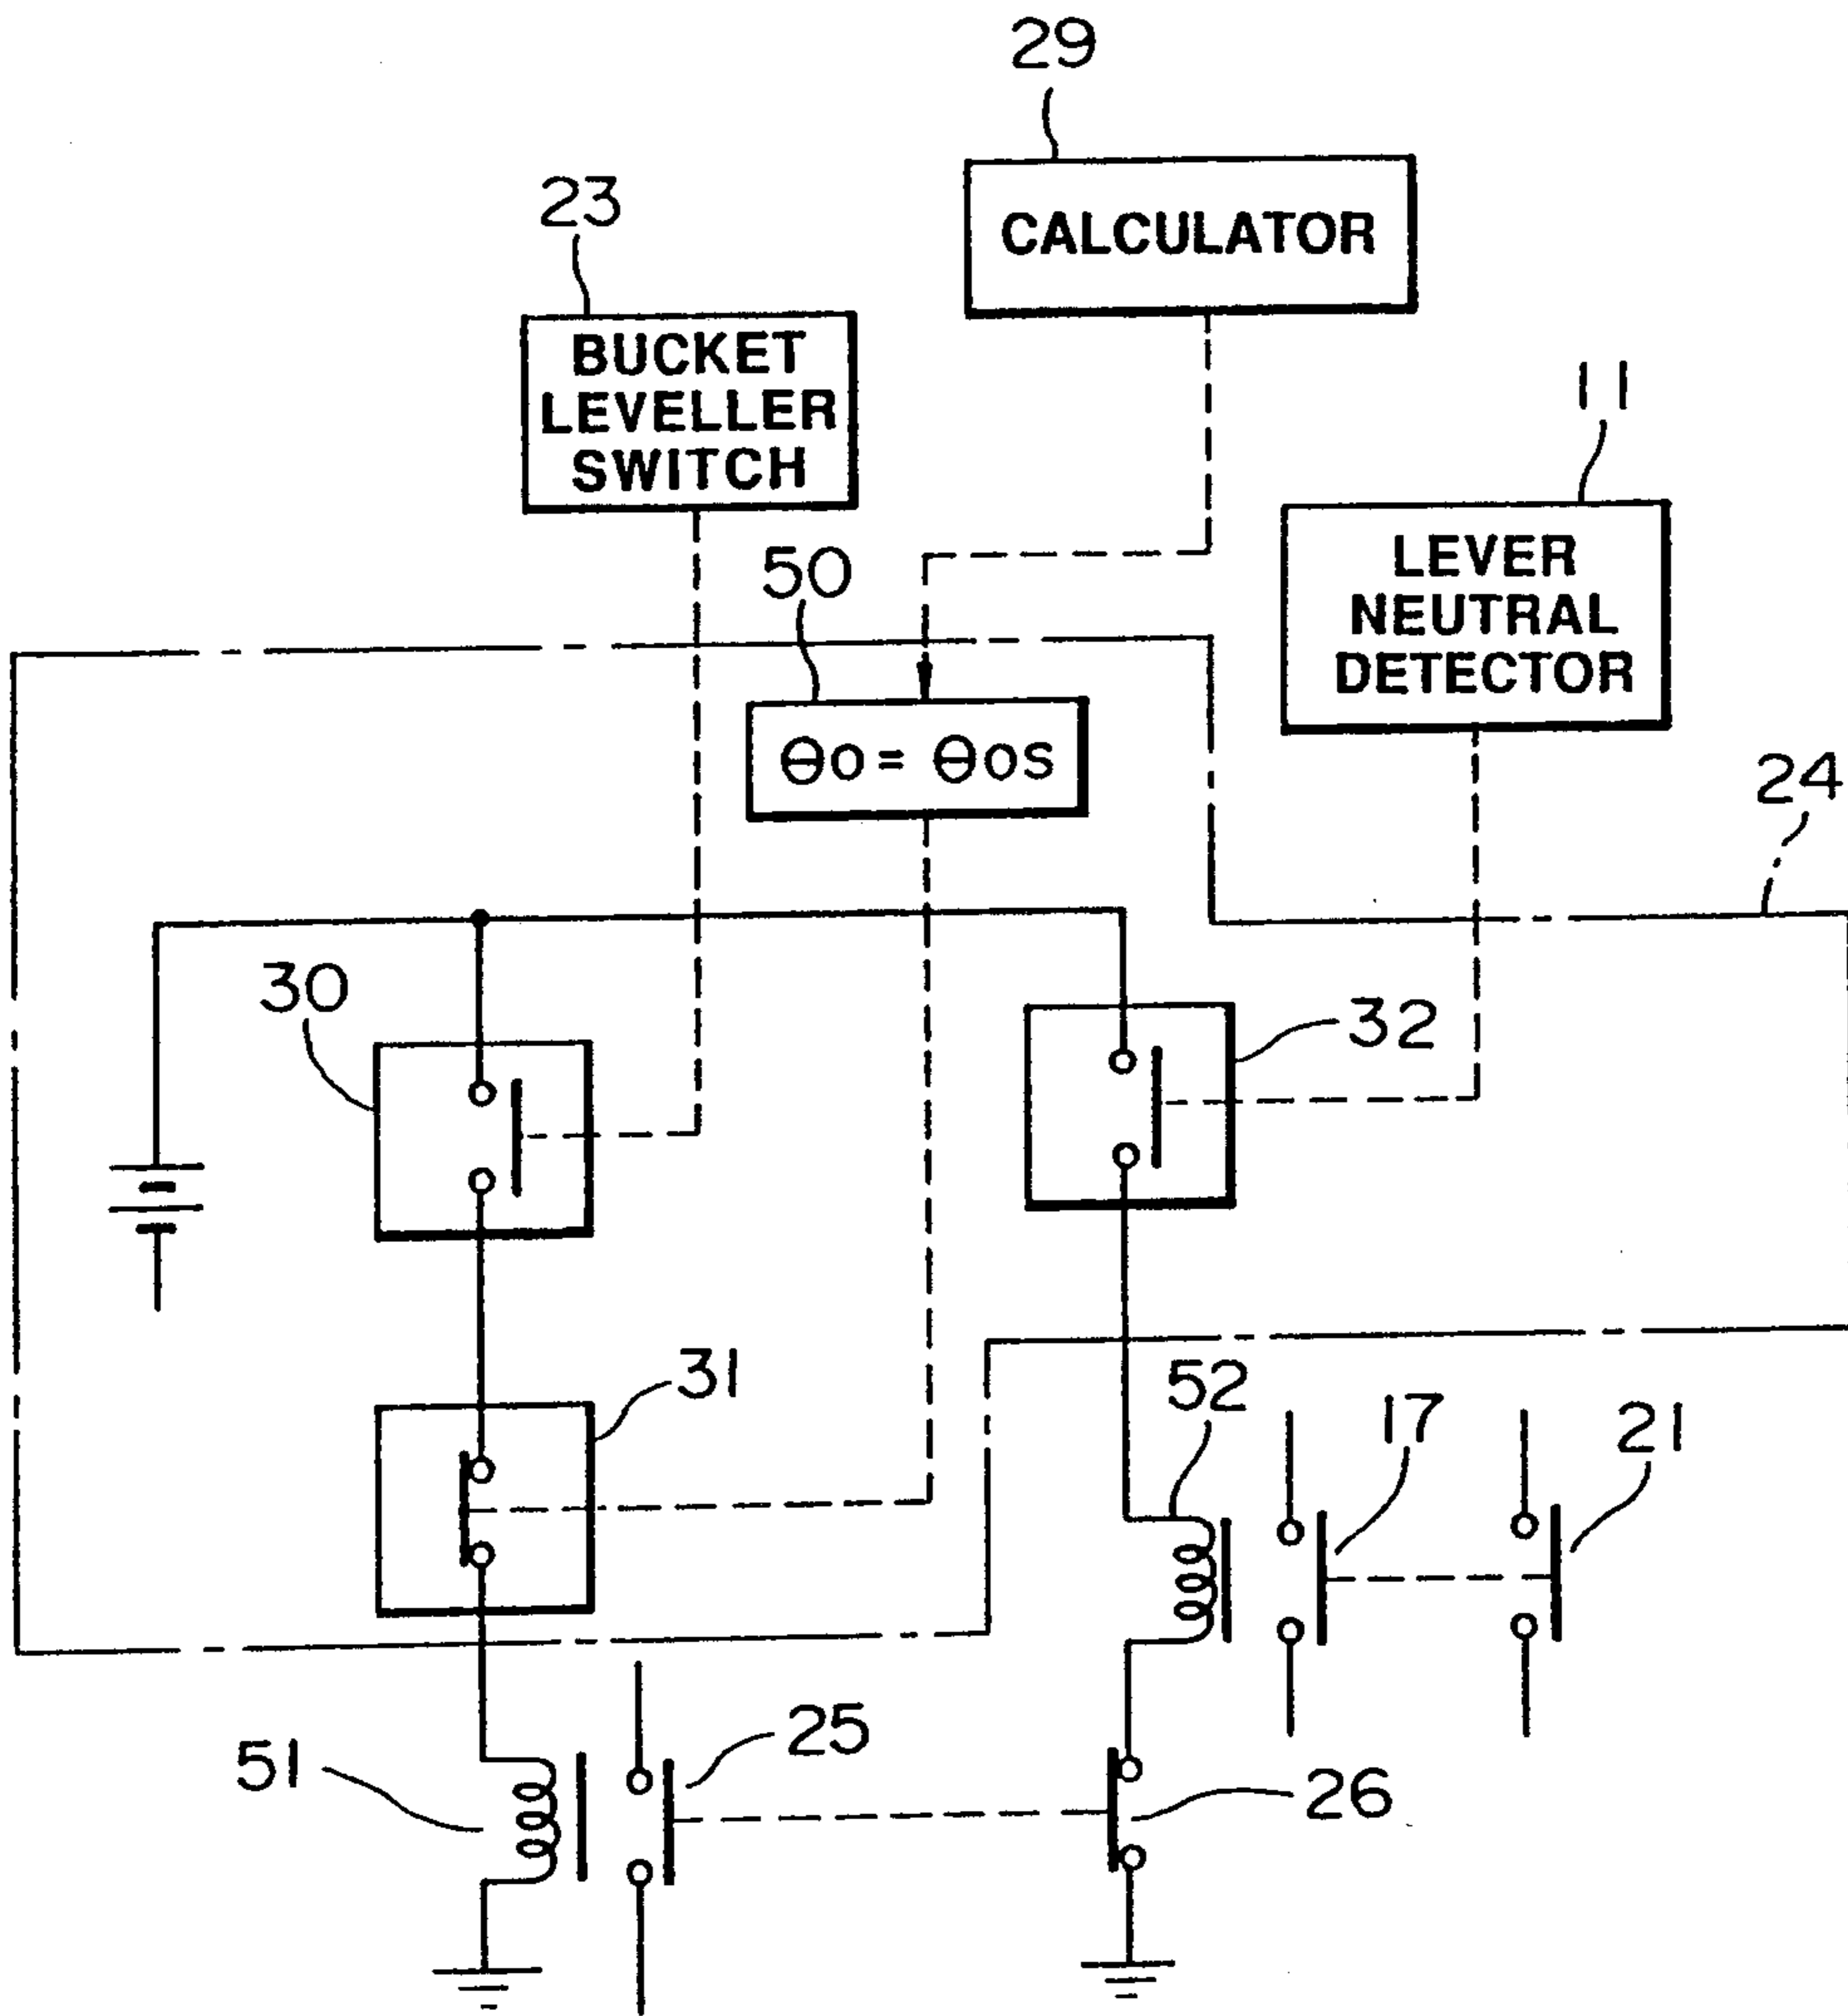 29
CALCULATOR
23
BUCKET
LEVELLER
SWITCH
11
LEVER
NEUTRAL
DETECTOR
50
θo = θos
24
30
32
31
52
17
21
51
25
26